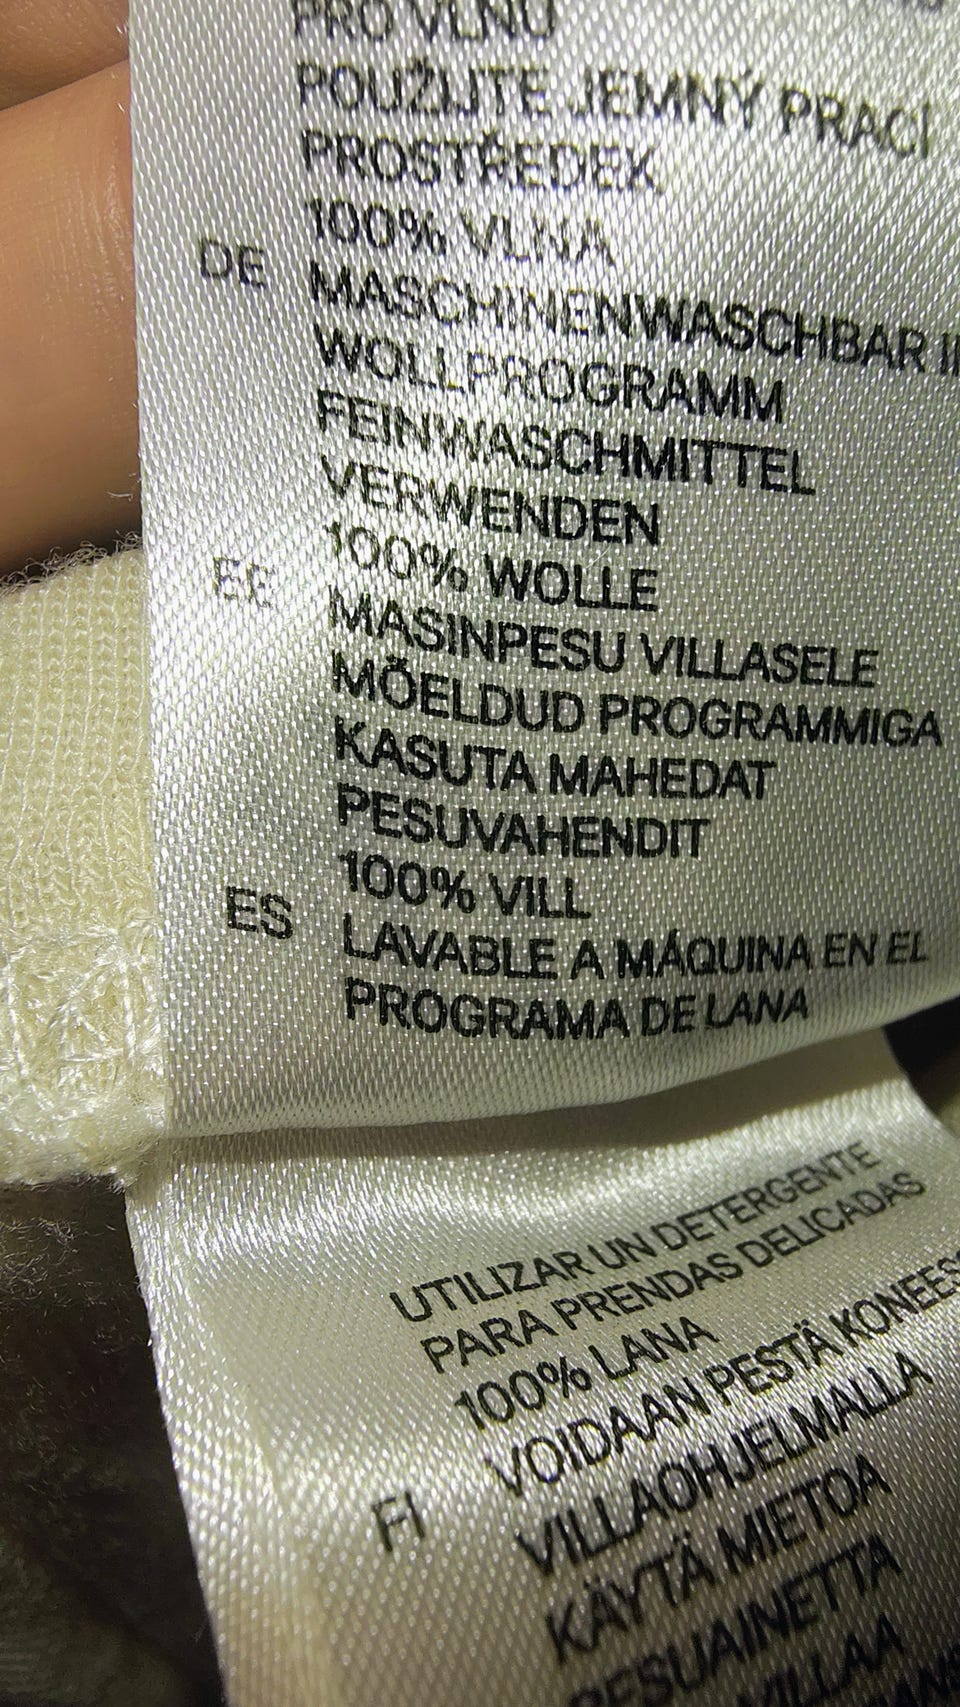 PRO VLNU
POUŽIJTE JEMNÝ PRACÍ
PROSTŘEDEK
100% VLNA
DE MASCHINENWASCHBAR
WOLLPROGRAMM
FEINWASCHMITTEL
VERWENDEN
100% WOLLE
EE MASINPESU VILLASELE
MÕELDUD PROGRAMMIGA
KASUTA MAHEDAT
PESUVAHENDIT
100% VILL
ES LAVABLE A MÁQUINA EN EL
PROGRAMA DE LANA
UTILIZAR UN DETERGENTE
PARA PRENDAS DELICADAS
100% LANA
FI VOIDAAN PESTÄ KONEES
VILLAOHJELMALLA
KÄYTÄ MIETOA
PESUAINETTA
VILLAA